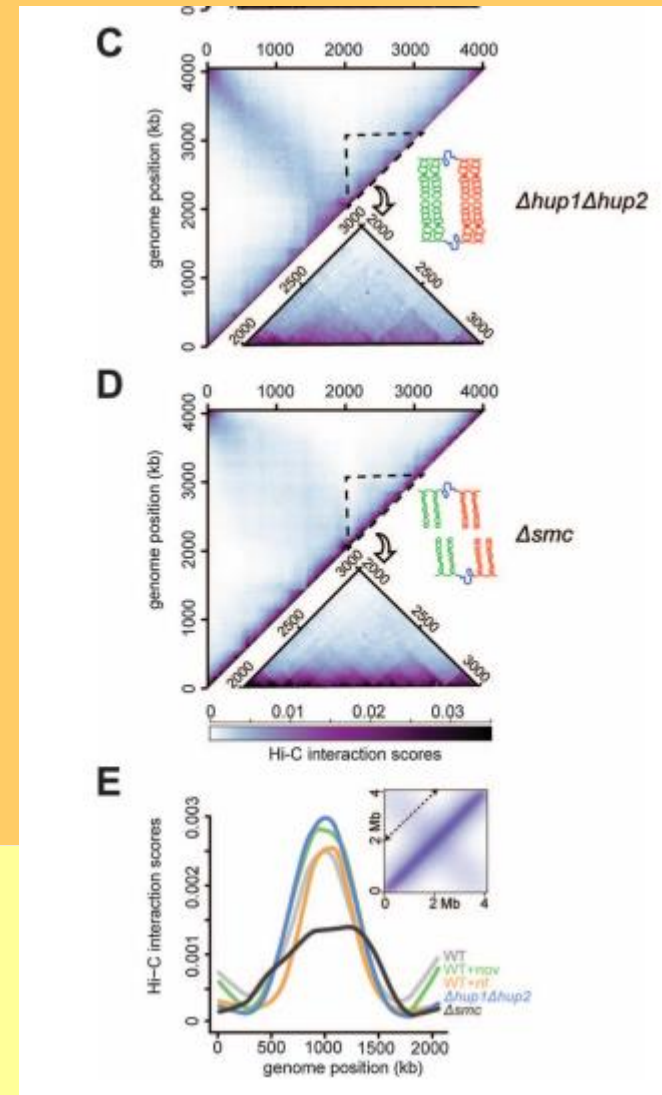 C
0 1000 2000 3000 4000
genome position (kb)
4000
3000
2000
1000
0
Δhup1Δhup2
3000 2000
2500 2500
2000 3000
D
0 1000 2000 3000 4000
genome position (kb)
4000
3000
2000
1000
0
Δsmc
3000 2000
2500 2500
2000 3000
0 0.01 0.02 0.03
Hi-C interaction scores
E
Hi-C interaction scores
0.003
0.002
0.001
0
4
2 Mb
0
0 2 Mb 4
WT
WT+nov
WT+rif
Δhup1Δhup2
Δsmc
0 500 1000 1500 2000
genome position (kb)